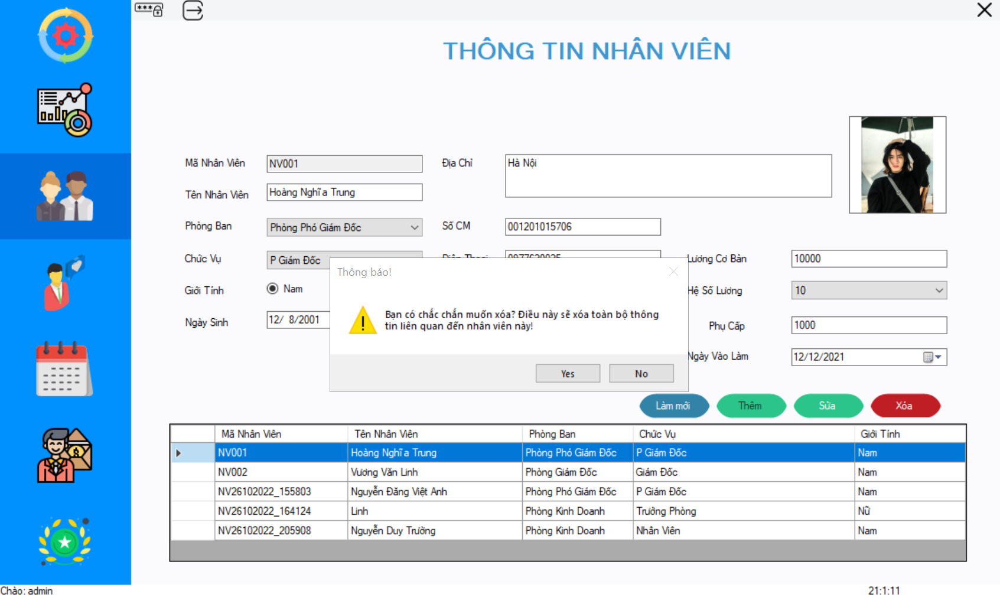 THÔNG TIN NHÂN VIÊN
Mã Nhân Viên NV001 Địa Chỉ Hà Nội
Tên Nhân Viên Hoàng Nghĩa Trung
Phòng Ban Phòng Phó Giám Đốc Số CM 001201015706
Chức Vụ P Giám Đốc Điện Thoại Lương Cơ Bản 10000
Giới Tính Nam Hệ Số Lương 10
Ngày Sinh 12/ 8/2001 Phụ Cấp 1000
Ngày Vào Làm 12/12/2021
Thông báo!
Bạn có chắc chắn muốn xóa? Điều này sẽ xóa toàn bộ thông
tin liên quan đến nhân viên này!
Yes No
Làm mới Thêm Sửa Xóa
Mã Nhân Viên Tên Nhân Viên Phòng Ban Chức Vụ Giới Tính
NV001 Hoàng Nghĩa Trung Phòng Phó Giám Đốc P Giám Đốc Nam
NV002 Vương Văn Linh Phòng Giám Đốc Giám Đốc Nam
NV26102022_155803 Nguyễn Đăng Việt Anh Phòng Phó Giám Đốc P Giám Đốc Nam
NV26102022_164124 Linh Phòng Kinh Doanh Trưởng Phòng Nữ
NV26102022_205908 Nguyễn Duy Trường Phòng Kinh Doanh Nhân Viên Nam
Chào: admin 21:1:11